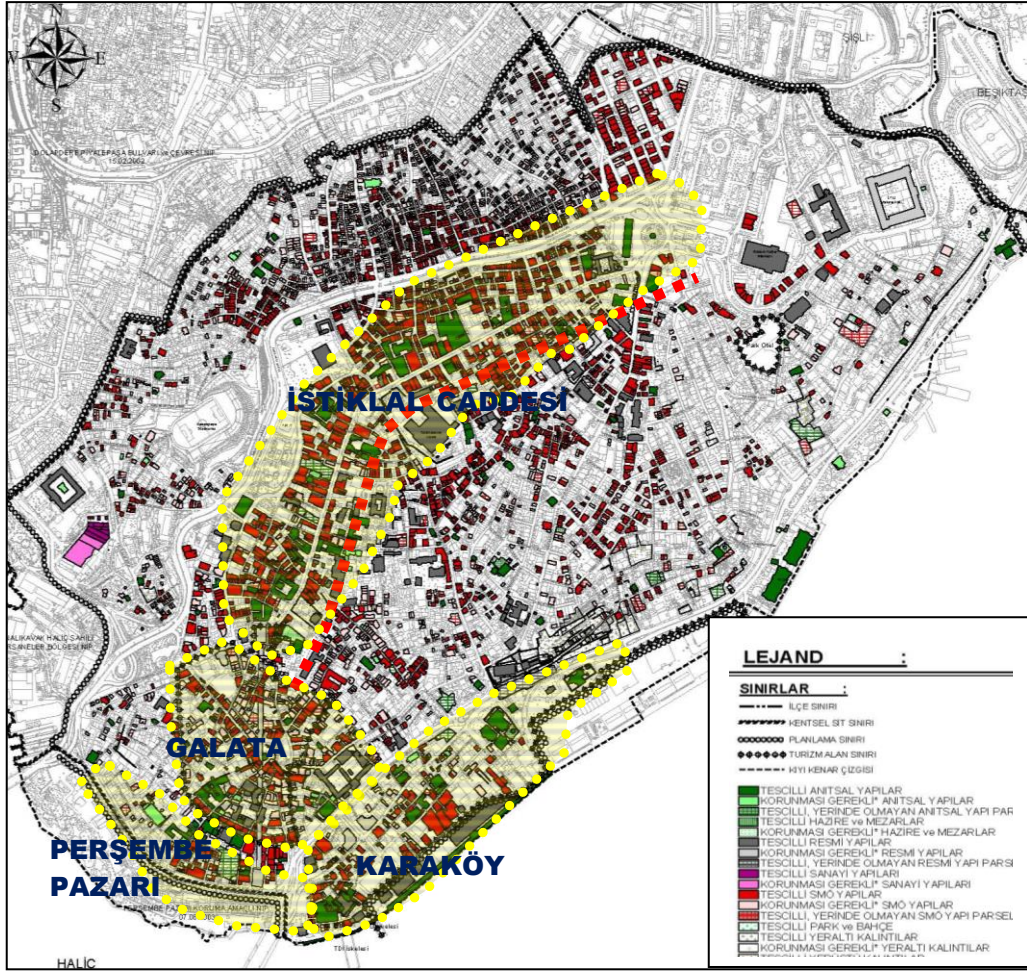 N
W E
S
ŞİŞLİ
BEŞİKTAŞ
15.02.2002
İSTİKLAL CADDESİ
GALATA
PERŞEMBE
PAZARI
KARAKÖY
HALİC
LEJAND :
SINIRLAR :
İLÇE SINIRI
KENTSEL SİT SINIRI
PLANLAMA SINIRI
TURİZM ALAN SINIRI
KIYI KENAR ÇİZGİSİ
TESCİLLİ ANITSAL YAPILAR
KORUNMASI GEREKLİ* ANITSAL YAPILAR
TESCİLLİ, YERİNDE OLMAYAN ANITSAL YAPI PAR
TESCİLLİ HAZİRE ve MEZARLAR
KORUNMASI GEREKLİ* HAZİRE ve MEZARLAR
TESCİLLİ RESMİ YAPILAR
KORUNMASI GEREKLİ* RESMİ YAPILAR
TESCİLLİ, YERİNDE OLMAYAN RESMİ YAPI PARSE
TESCİLLİ SANAYİ YAPILARI
KORUNMASI GEREKLİ* SANAYİ YAPILARI
TESCİLLİ SMÖ YAPILAR
KORUNMASI GEREKLİ* SMÖ YAPILAR
TESCİLLİ, YERİNDE OLMAYAN SMÖ YAPI PARSEL
TESCİLLİ PARK ve BAHÇE
TESCİLLİ YERALTI KALINTILAR
KORUNMASI GEREKLİ* YERALTI KALINTILAR